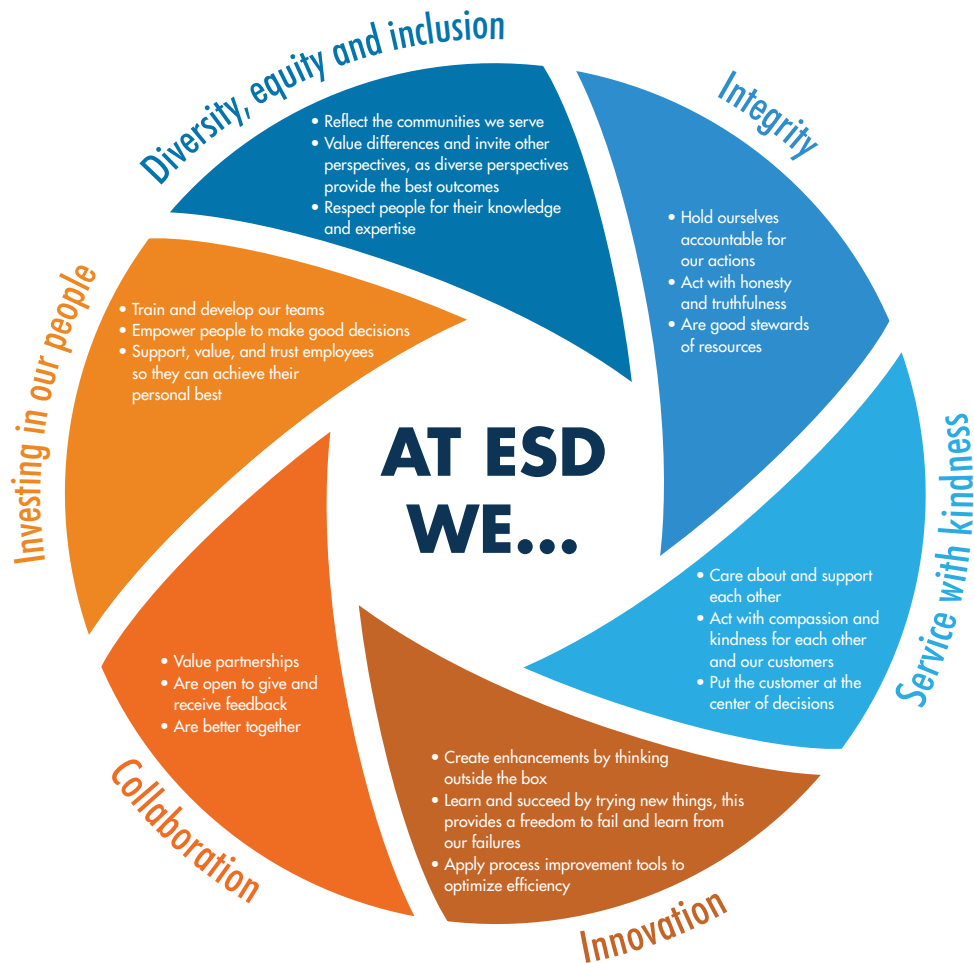 AT ESD
WE...
Diversity, equity and inclusion
• Reflect the communities we serve
• Value differences and invite other
perspectives, as diverse perspectives
provide the best outcomes
• Respect people for their knowledge
and expertise
Integrity
• Hold ourselves
accountable for
our actions
• Act with honesty
and truthfulness
• Are good stewards
of resources
Service with kindness
• Care about and support
each other
• Act with compassion and
kindness for each other
and our customers
• Put the customer at the
center of decisions
Innovation
• Create enhancements by thinking
outside the box
• Learn and succeed by trying new things, this
provides a freedom to fail and learn from
our failures
• Apply process improvement tools to
optimize efficiency
Collaboration
• Value partnerships
• Are open to give and
receive feedback
• Are better together
Investing in our people
• Train and develop our teams
• Empower people to make good decisions
• Support, value, and trust employees
so they can achieve their
personal best